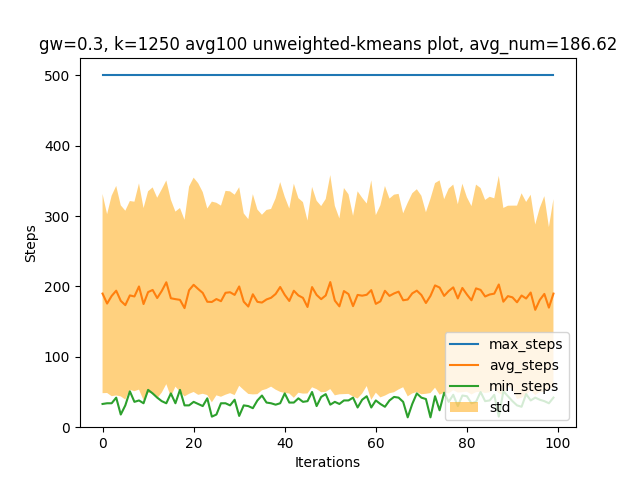 gw=0.3, k=1250 avg100 unweighted-kmeans plot, avg_num=186.62
500
400
300
200
100
0
Steps
max_steps
avg_steps
min_steps
std
0
20
40
60
80
100
Iterations